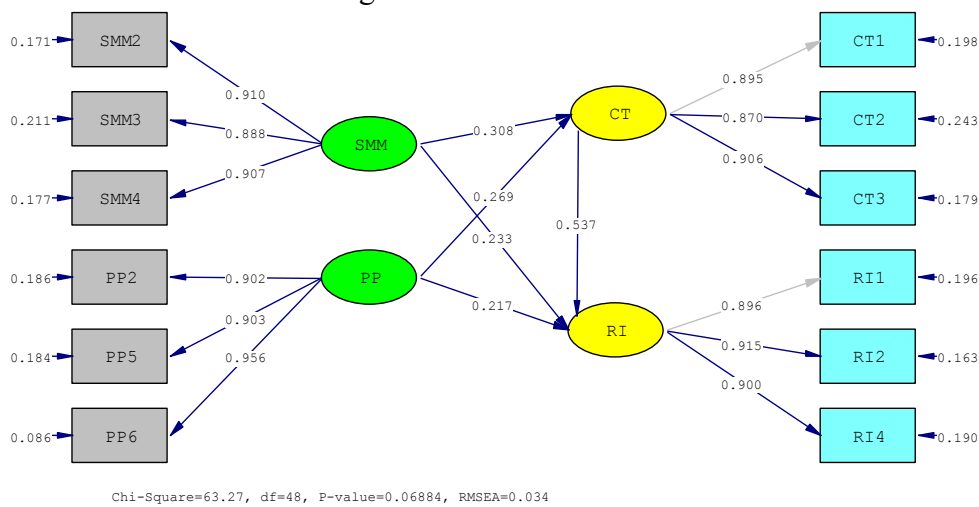 0.171 SMM2
0.211 SMM3
0.177 SMM4
0.186 PP2
0.184 PP5
0.086 PP6
0.910
0.888
0.907
0.902
0.903
0.956
SMM
PP
0.308
0.269
0.233
0.217
0.537
CT
RI
0.895
0.870
0.906
0.896
0.915
0.900
CT1 0.198
CT2 0.243
CT3 0.179
RI1 0.196
RI2 0.163
RI4 0.190
Chi-Square=63.27, df=48, P-value=0.06884, RMSEA=0.034